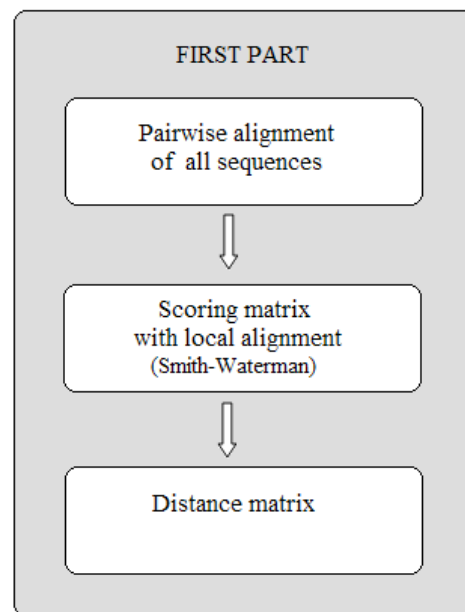 FIRST PART
Pairwise alignment
of all sequences
Scoring matrix
with local alignment
(Smith-Waterman)
Distance matrix